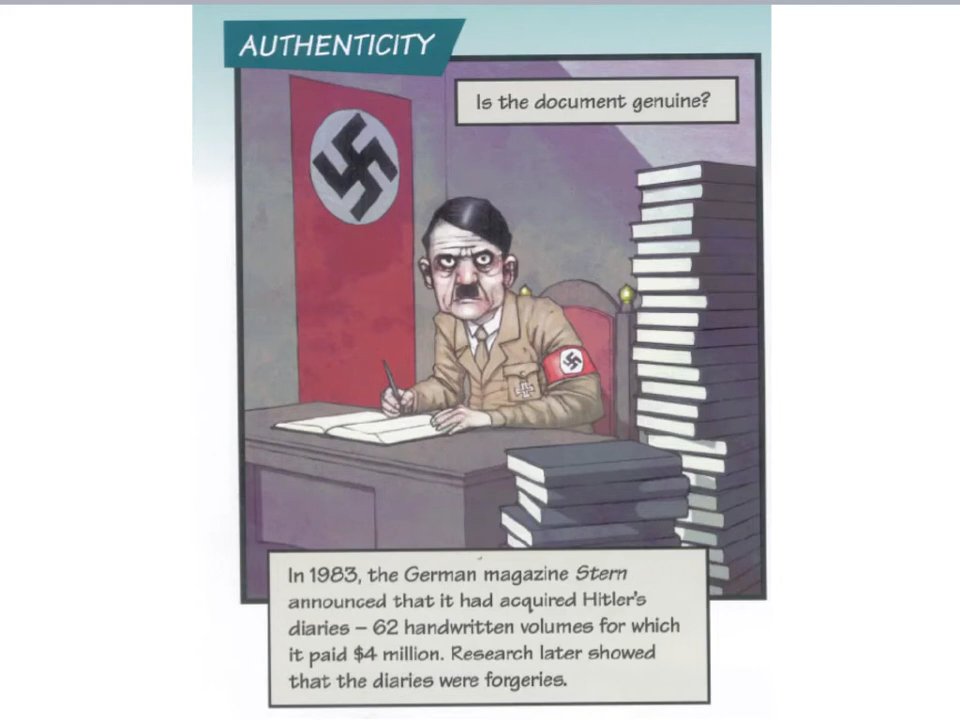 AUTHENTICITY
Is the document genuine?
In 1983, the German magazine Stern
announced that it had acquired Hitler's
diaries – 62 handwritten volumes for which
it paid $4 million. Research later showed
that the diaries were forgeries.